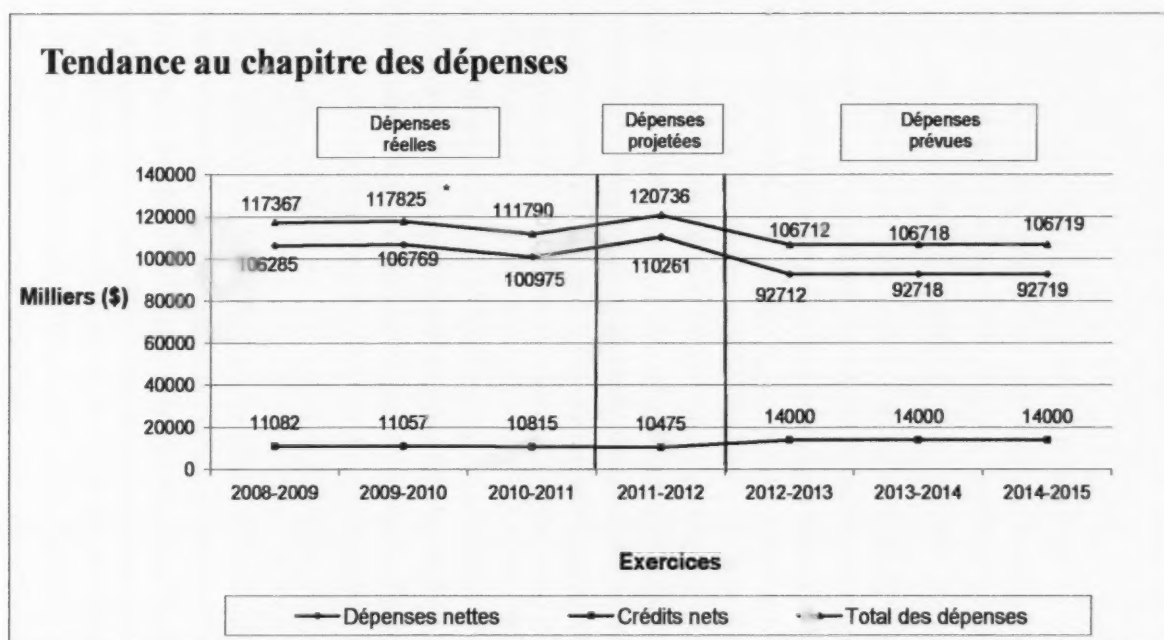 Tendance au chapitre des dépenses
Dépenses réelles
Dépenses projetées
Dépenses prévues
140000
120000
100000
80000
60000
40000
20000
0
Milliers ($)
117367 117825 * 111790 120736 106712 106718 106719
106285 106769 100975 110261 92712 92718 92719
11082 11057 10815 10475 14000 14000 14000
2008-2009 2009-2010 2010-2011 2011-2012 2012-2013 2013-2014 2014-2015
Exercices
Dépenses nettes Crédits nets Total des dépenses